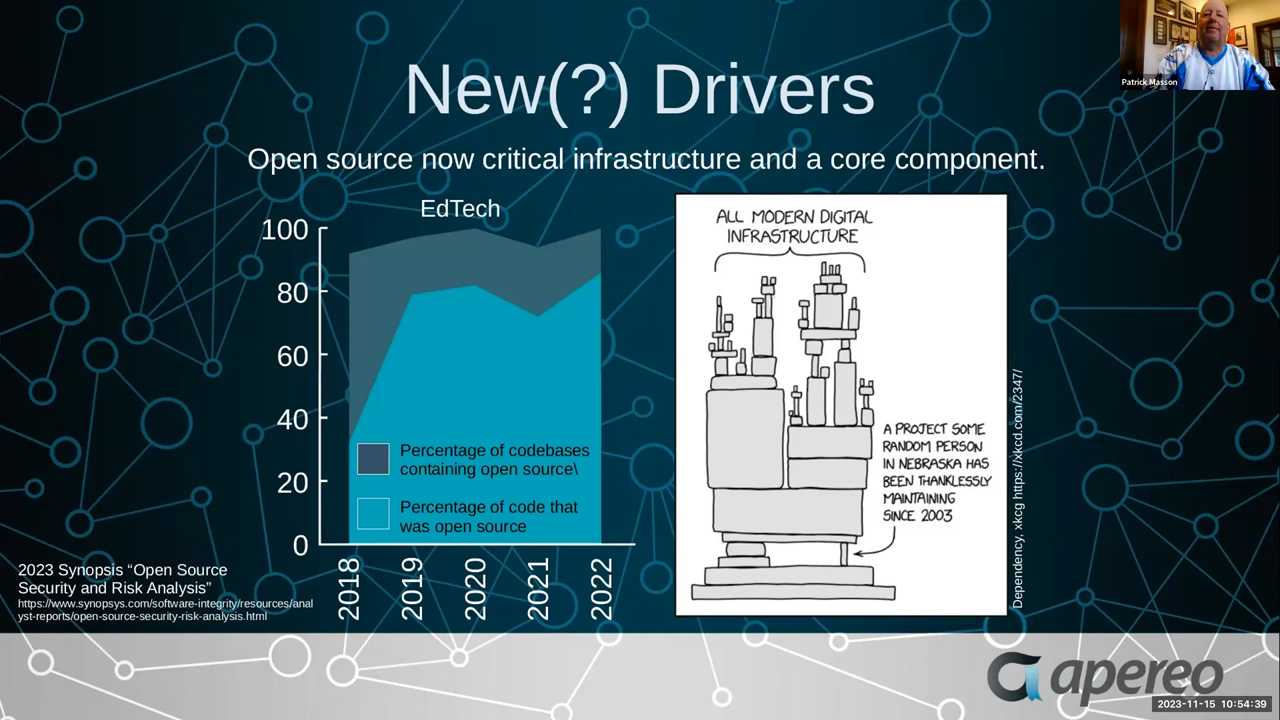 New(?) Drivers
Patrick Masson
Open source now critical infrastructure and a core component.
EdTech
100
80
60
40
20
0
Percentage of codebases
containing open source\
Percentage of code that
was open source
2018
2019
2020
2021
2022
2023 Synopsis “Open Source
Security and Risk Analysis”
https://www.synopsys.com/software-integrity/resources/anal
yst-reports/open-source-security-risk-analysis.html
ALL MODERN DIGITAL
INFRASTRUCTURE
A PROJECT SOME
RANDOM PERSON
IN NEBRASKA HAS
BEEN THANKLESSLY
MAINTAINING
SINCE 2003
Dependency, xkcg https://xkcd.com/2347/
apereo
2023-11-15 10:54:39